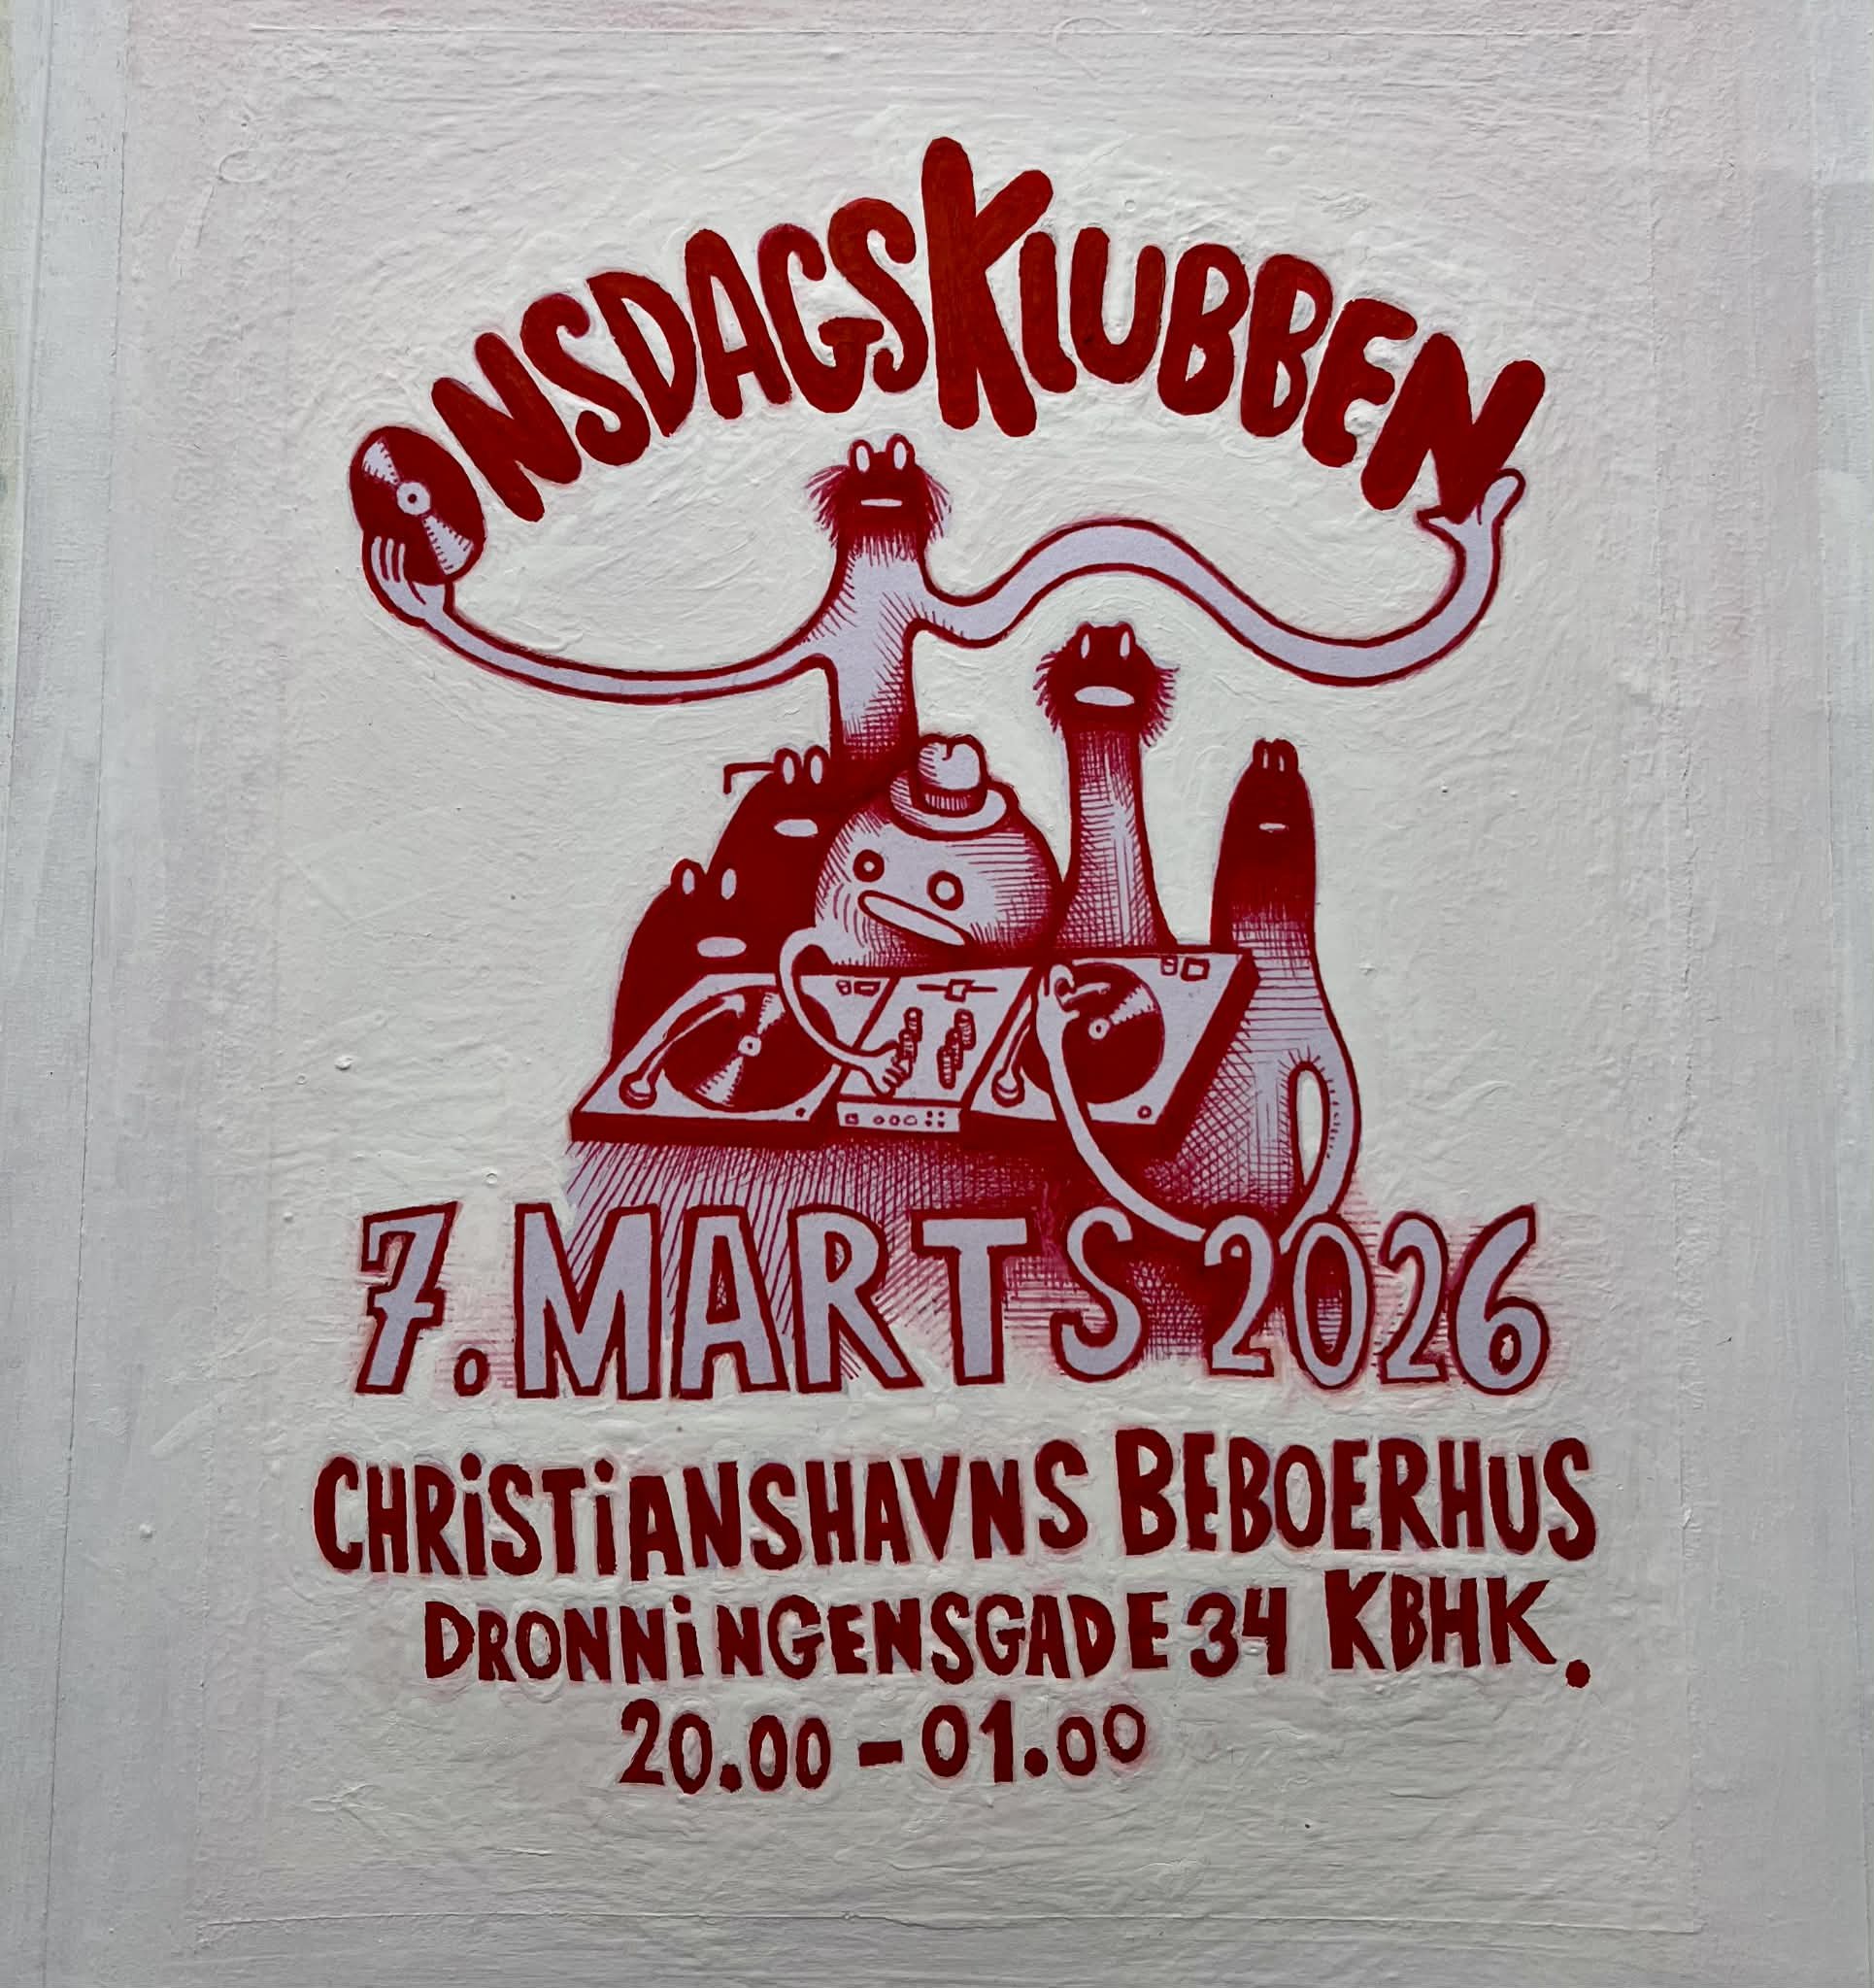 ONSDAGSKLUBBEN
7. MARTS 2026
CHRiSTiANSHAVNS BEBOERHUS
DRONNiNGENSGADE 34 KBHK.
20.00 – 01.00